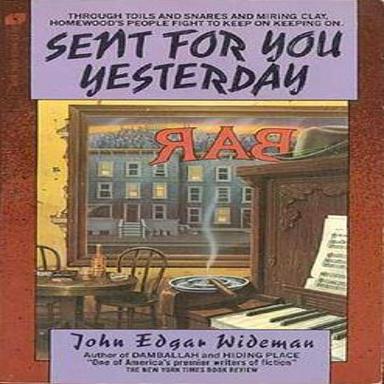 THROUGH TOILS AND SNARES AND MIRING CLAY,
HOMEWOOD'S PEOPLE FIGHT TO KEEP ON KEEPING ON.
SENT FOR YOU
YESTERDAY
BAR
John Edgar Wideman
Author of DAMBALLAH and HIDING PLACE
"One of America's premier writers of fiction"
THE NEW YORK TIMES BOOK REVIEW